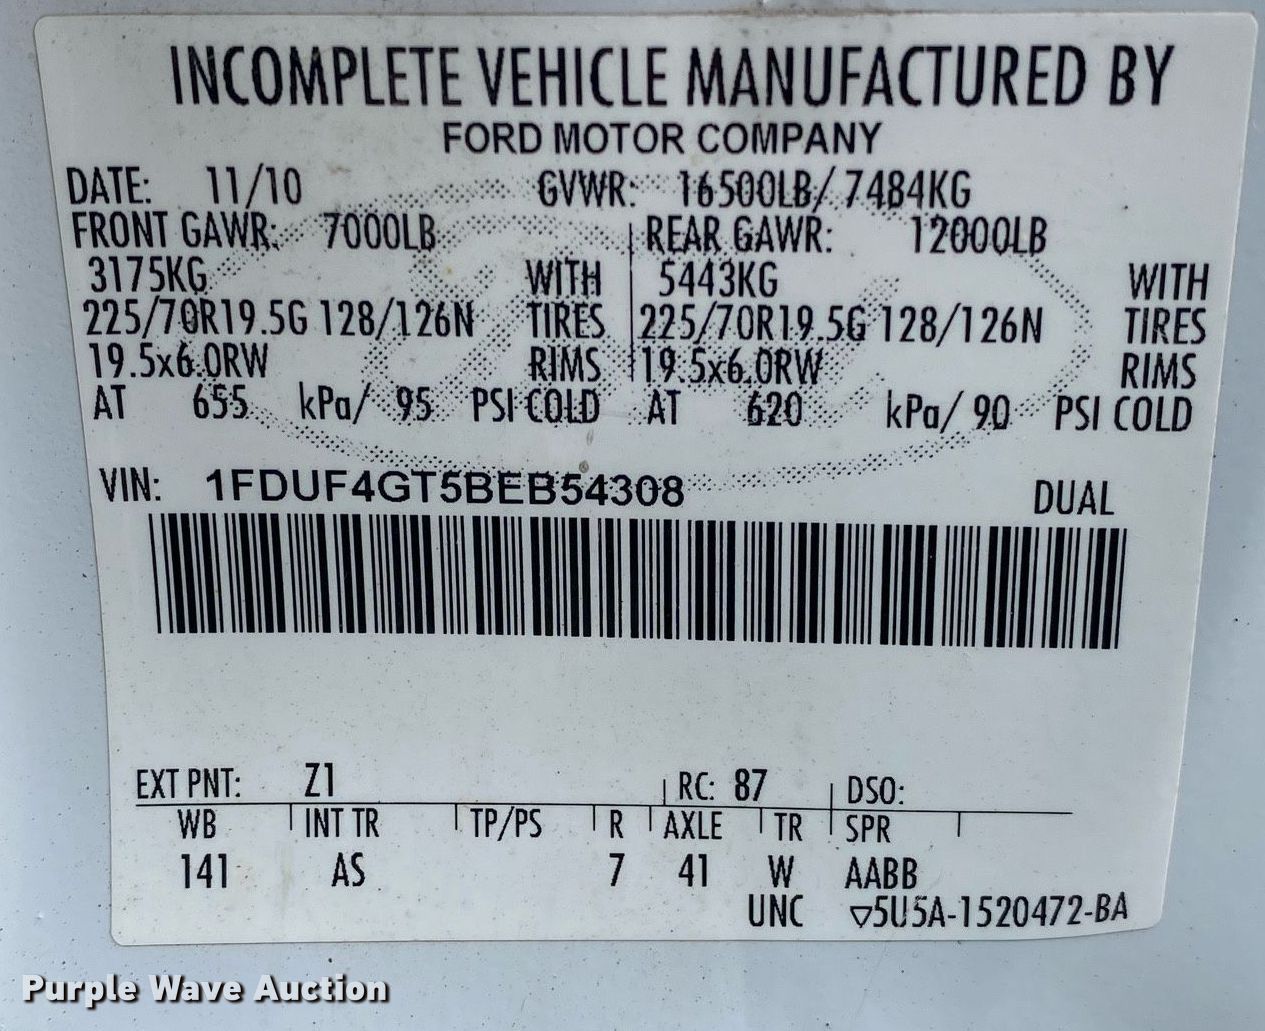 INCOMPLETE VEHICLE MANUFACTURED BY
FORD MOTOR COMPANY
DATE: 11/10 GVWR: 16500LB/ 7484KG
FRONT GAWR: 7000LB REAR GAWR: 12000LB
3175KG WITH 5443KG WITH
225/70R19.5G 128/126N TIRES 225/70R19.5G 128/126N TIRES
19.5x6.0RW RIMS 19.5x6.0RW RIMS
AT 655 kPa/ 95 PSI COLD AT 620 kPa/ 90 PSI COLD
VIN: 1FDUF4GT5BEB54308 DUAL
EXT PNT: Z1 RC: 87 DSO:
WB INT TR TP/PS R AXLE TR SPR
141 AS 7 41 W AABB
UNC ▽5U5A-1520472-BA
Purple Wave Auction